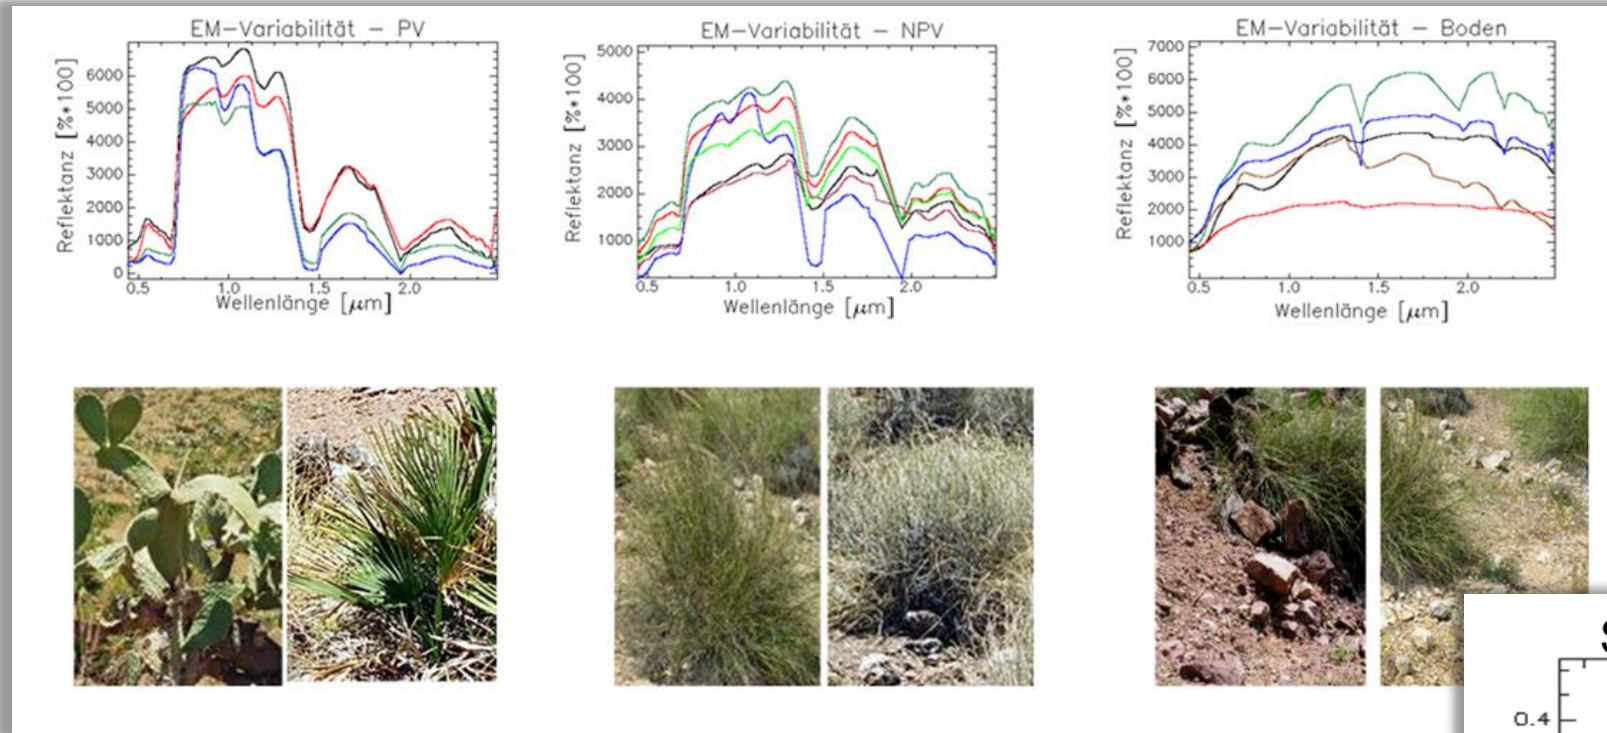 EM-Variabilität - PV
Reflektanz [%*100]
6000
5000
4000
3000
2000
1000
0
0.5 1.0 1.5 2.0
Wellenlänge [μm]
EM-Variabilität - NPV
Reflektanz [%*100]
5000
4000
3000
2000
1000
0.5 1.0 1.5 2.0
Wellenlänge [μm]
EM-Variabilität - Boden
Reflektanz [%*100]
7000
6000
5000
4000
3000
2000
1000
0.5 1.0 1.5 2.0
Wellenlänge [μm]
0.4